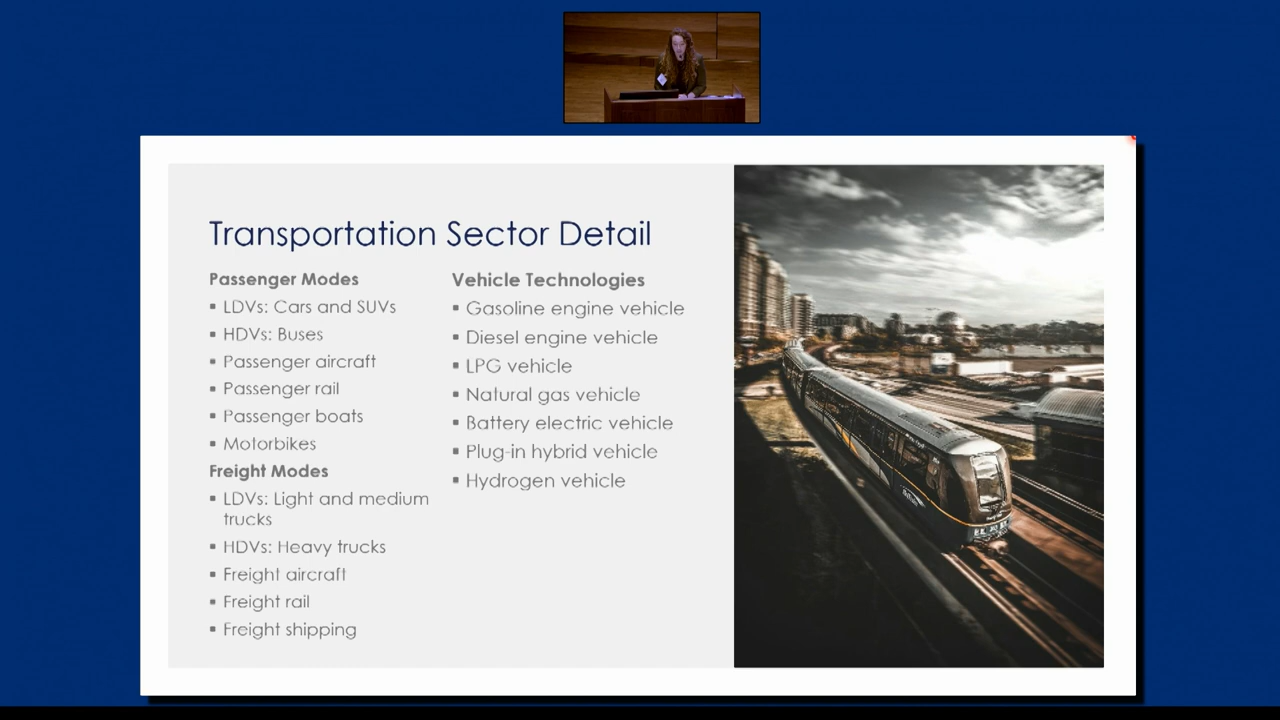 Transportation Sector Detail
Passenger Modes
▪ LDVs: Cars and SUVs
▪ HDVs: Buses
▪ Passenger aircraft
▪ Passenger rail
▪ Passenger boats
▪ Motorbikes
Freight Modes
▪ LDVs: Light and medium
trucks
▪ HDVs: Heavy trucks
▪ Freight aircraft
▪ Freight rail
▪ Freight shipping
Vehicle Technologies
▪ Gasoline engine vehicle
▪ Diesel engine vehicle
▪ LPG vehicle
▪ Natural gas vehicle
▪ Battery electric vehicle
▪ Plug-in hybrid vehicle
▪ Hydrogen vehicle